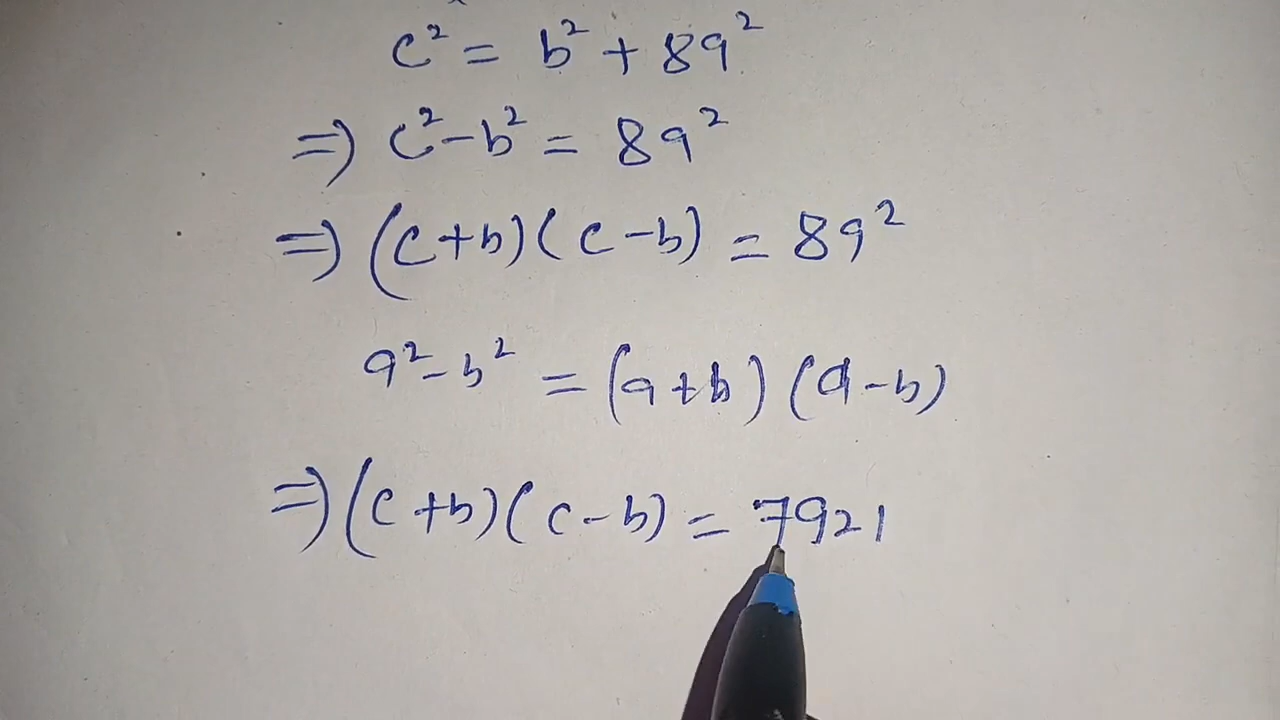 c² = b² + 89²
⇒ c² - b² = 89²
⇒ (c+b)(c-b) = 89²
a² - b² = (a+b)(a-b)
⇒ (c+b)(c-b) = 7921